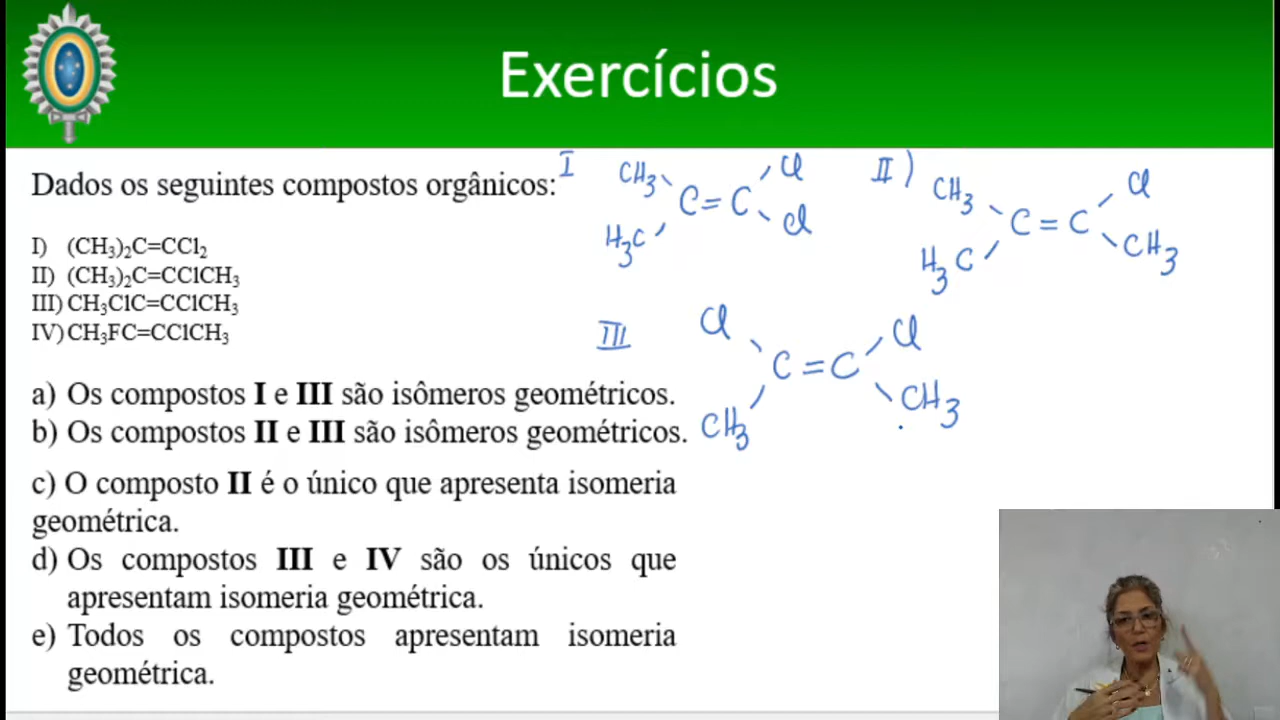 Exercícios
Dados os seguintes compostos orgânicos:
I) (CH₃)₂C=CCl₂
II) (CH₃)₂C=CClCH₃
III) CH₃ClC=CClCH₃
IV) CH₃FC=CClCH₃
a) Os compostos I e III são isômeros geométricos.
b) Os compostos II e III são isômeros geométricos.
c) O composto II é o único que apresenta isomeria
geométrica.
d) Os compostos III e IV são os únicos que
apresentam isomeria geométrica.
e) Todos os compostos apresentam isomeria
geométrica.
I
CH₃ Cl
C=C
H₃C Cl
II)
CH₃ Cl
C=C
H₃C CH₃
III
Cl Cl
C=C
CH₃ CH₃